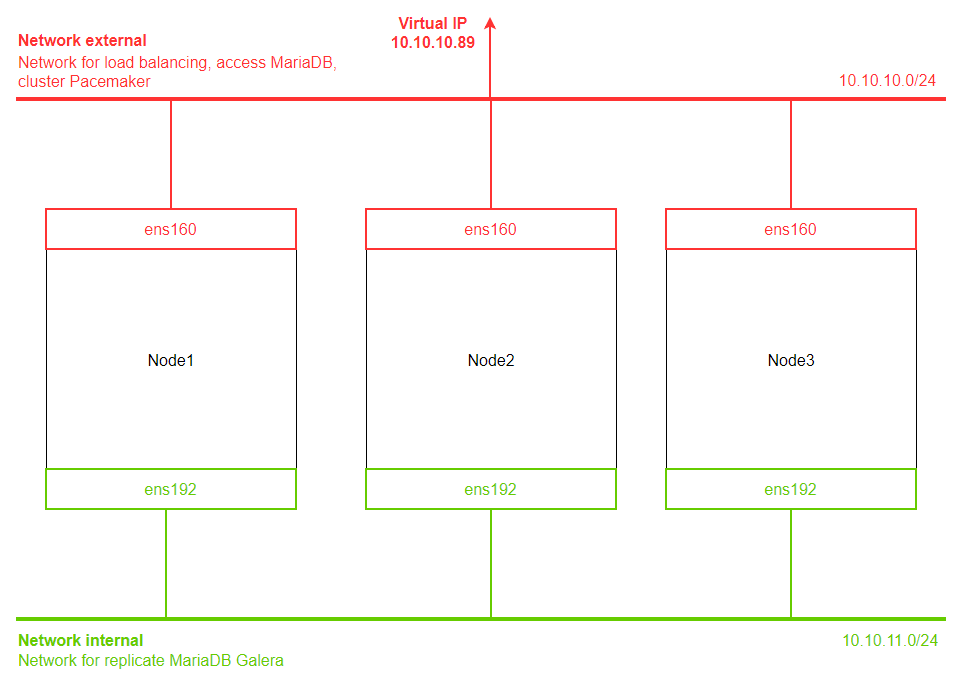 Virtual IP
10.10.10.89
Network external
Network for load balancing, access MariaDB,
cluster Pacemaker
10.10.10.0/24
ens160
ens160
ens160
Node1
Node2
Node3
ens192
ens192
ens192
Network internal
10.10.11.0/24
Network for replicate MariaDB Galera